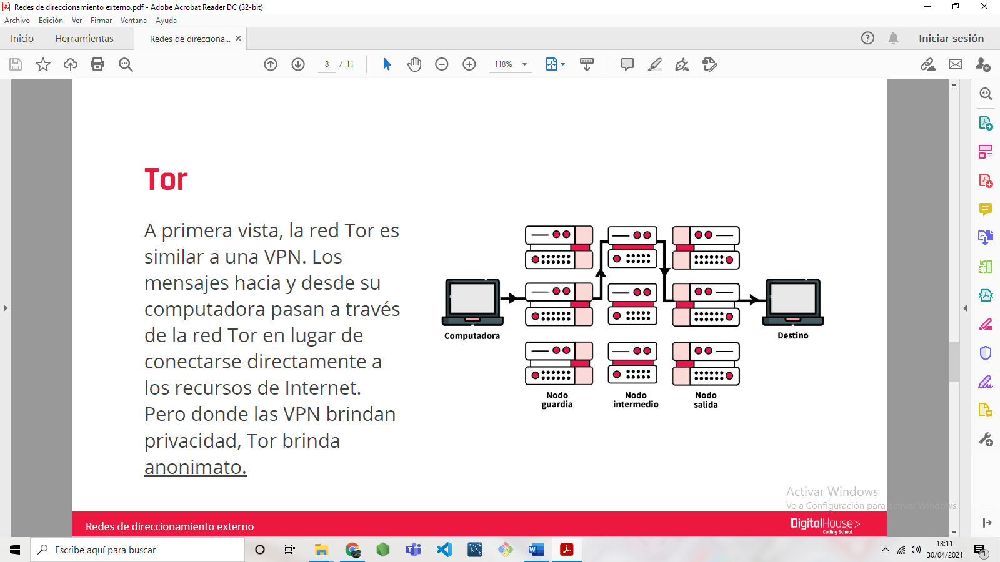 Redes de direccionamiento externo.pdf - Adobe Acrobat Reader DC (32-bit)
Archivo Edición Ver Firmar Ventana Ayuda
Inicio Herramientas Redes de direcciona... × Iniciar sesión
8 / 11 118%
Tor
A primera vista, la red Tor es
similar a una VPN. Los
mensajes hacia y desde su
computadora pasan a través
de la red Tor en lugar de
conectarse directamente a
los recursos de Internet.
Pero donde las VPN brindan
privacidad, Tor brinda
anonimato.
Computadora
Destino
Nodo
guardia
Nodo
intermedio
Nodo
salida
Activar Windows
Ve a Configuración para activar Windows.
Redes de direccionamiento externo
DigitalHouse>
Coding School
Escribe aquí para buscar
18:11
30/04/2021
1